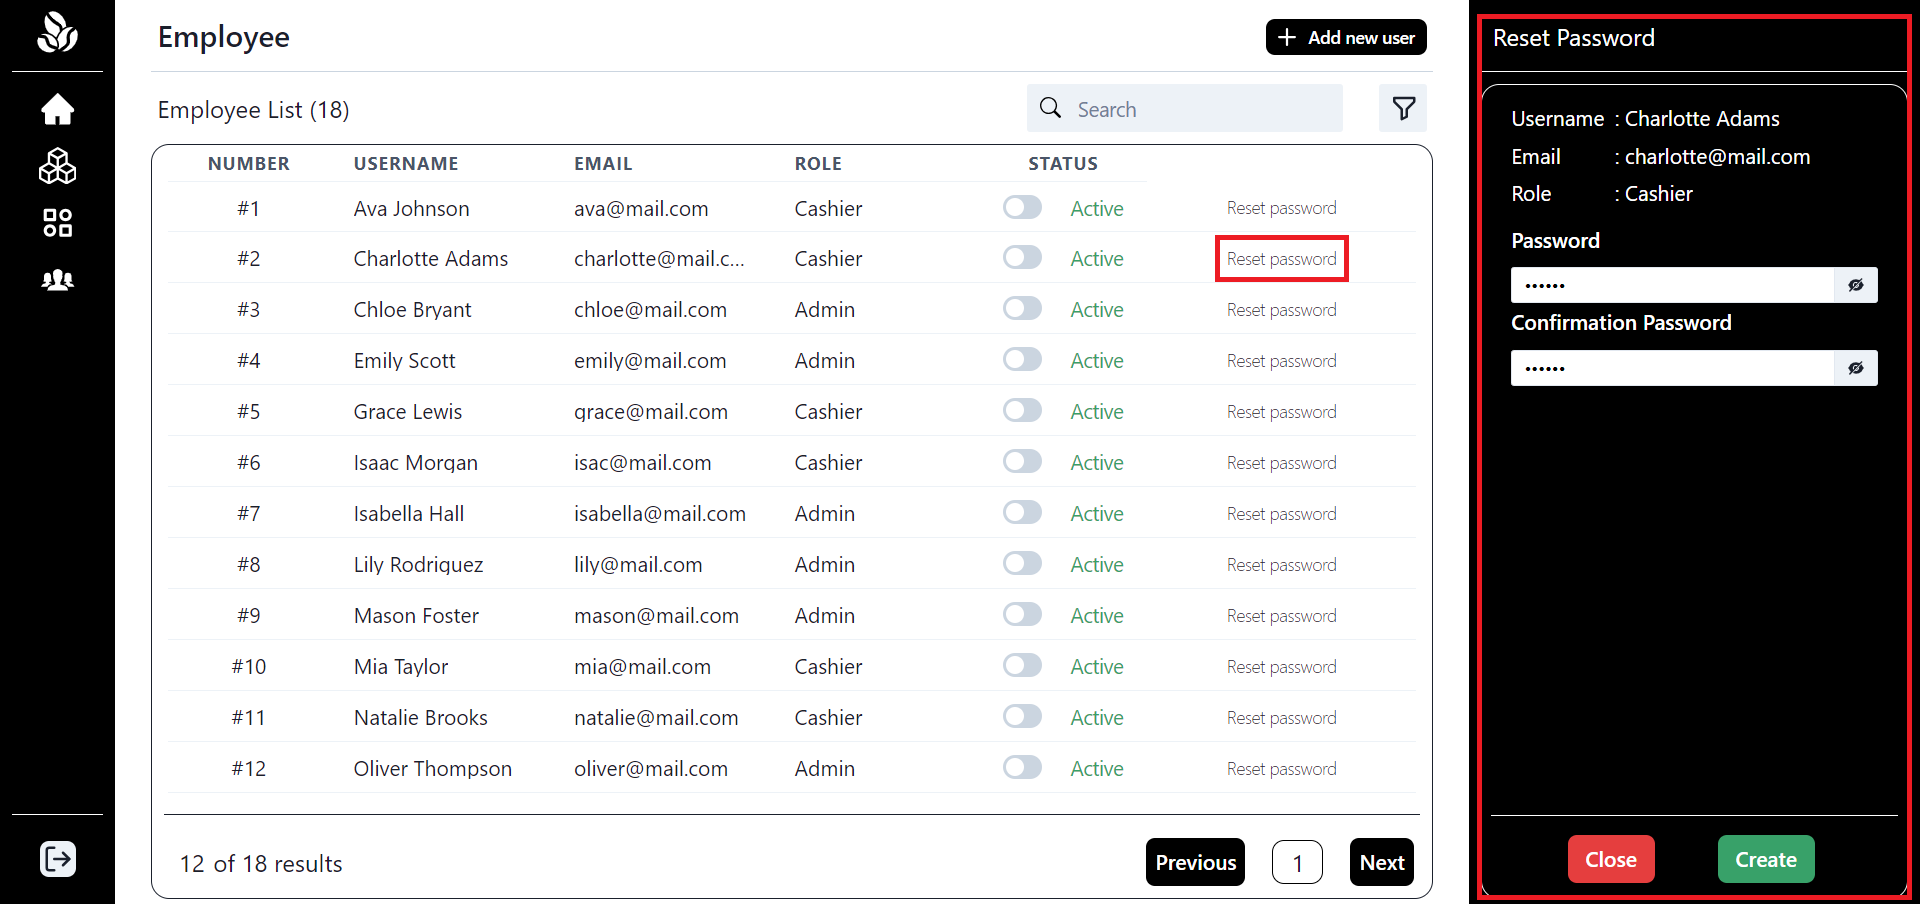 Employee
Add new user
Employee List (18)
Search
NUMBER USERNAME EMAIL ROLE STATUS
#1 Ava Johnson ava@mail.com Cashier Active Reset password
#2 Charlotte Adams charlotte@mail.c... Cashier Active Reset password
#3 Chloe Bryant chloe@mail.com Admin Active Reset password
#4 Emily Scott emily@mail.com Admin Active Reset password
#5 Grace Lewis grace@mail.com Cashier Active Reset password
#6 Isaac Morgan isac@mail.com Cashier Active Reset password
#7 Isabella Hall isabella@mail.com Admin Active Reset password
#8 Lily Rodriguez lily@mail.com Admin Active Reset password
#9 Mason Foster mason@mail.com Admin Active Reset password
#10 Mia Taylor mia@mail.com Cashier Active Reset password
#11 Natalie Brooks natalie@mail.com Cashier Active Reset password
#12 Oliver Thompson oliver@mail.com Admin Active Reset password
12 of 18 results
Previous 1 Next
Reset Password
Username : Charlotte Adams
Email : charlotte@mail.com
Role : Cashier
Password
••••••
Confirmation Password
••••••
Close Create